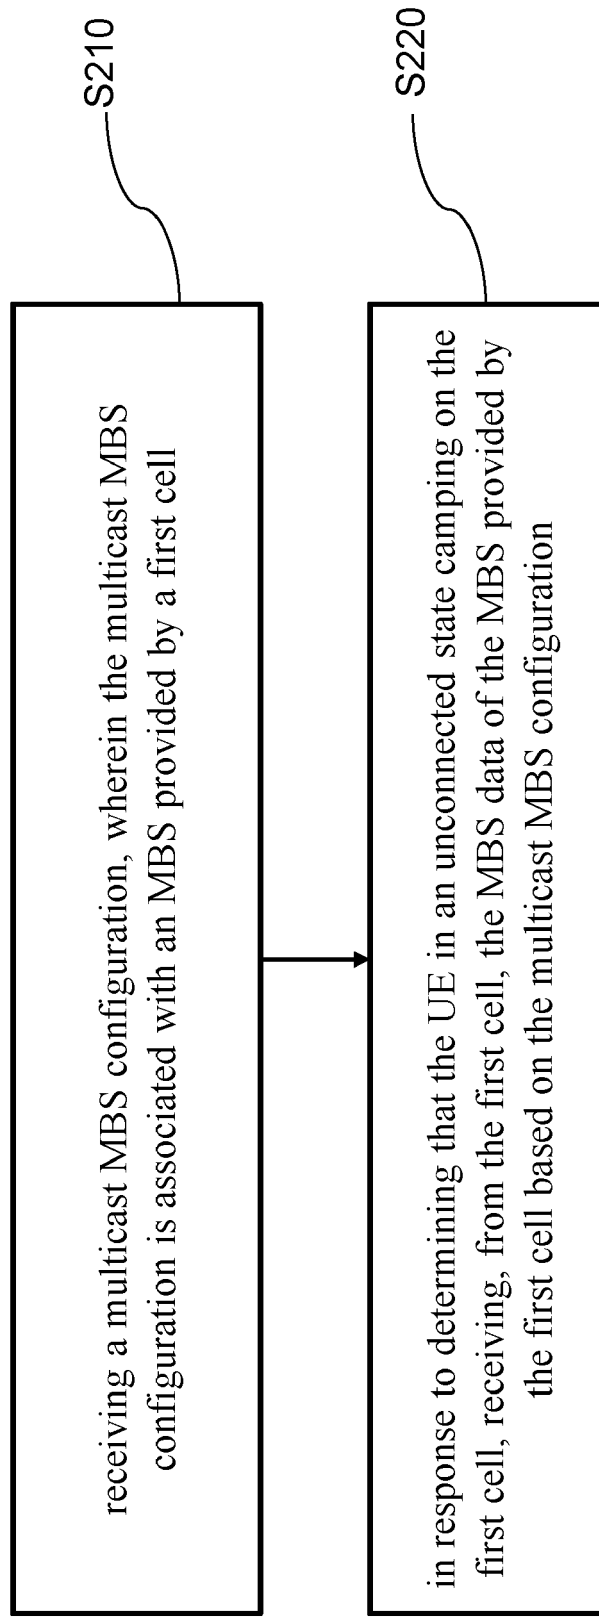 S210
receiving a multicast MBS configuration, wherein the multicast MBS
configuration is associated with an MBS provided by a first cell
S220
in response to determining that the UE in an unconnected state camping on the
first cell, receiving, from the first cell, the MBS data of the MBS provided by
the first cell based on the multicast MBS configuration